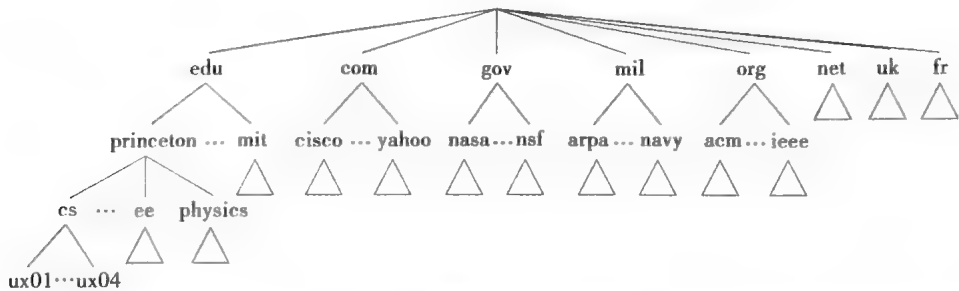 edu com gov mil org net uk fr
princeton ··· mit cisco ··· yahoo nasa ··· nsf arpa ··· navy acm ··· ieee
cs ··· ee physics
ux01 ··· ux04